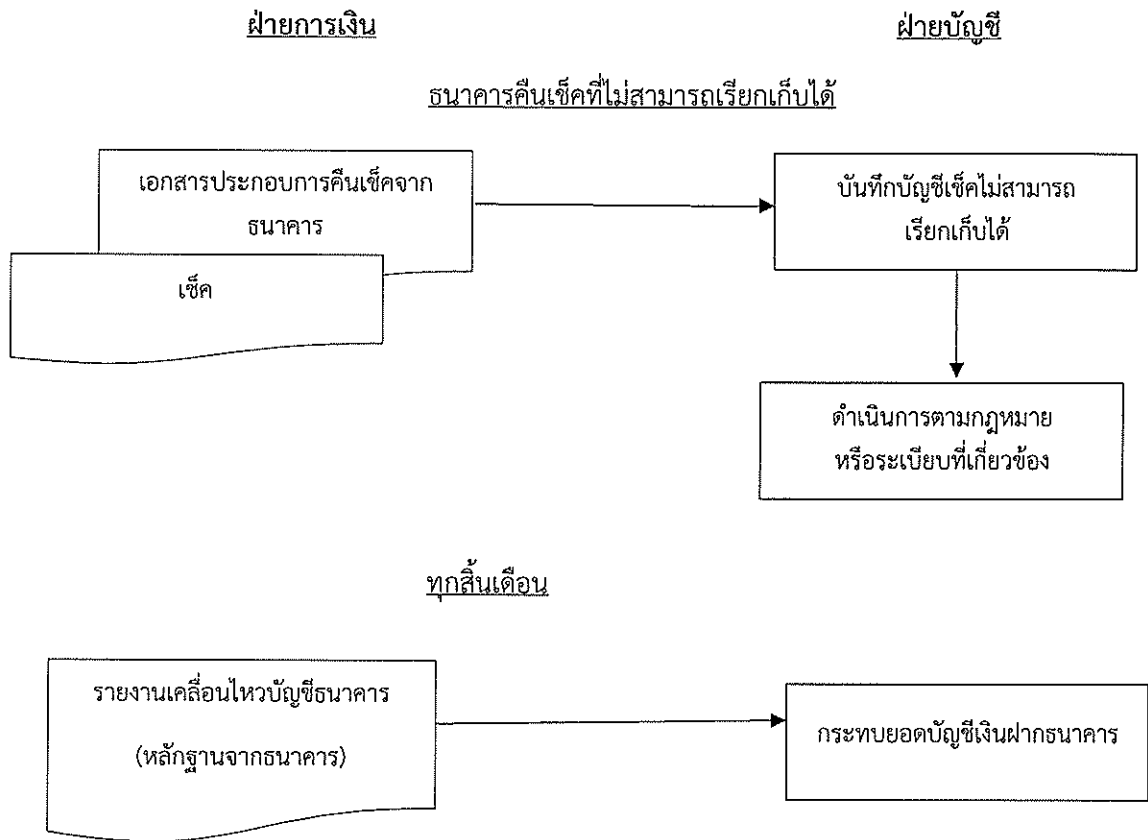 ฝ่ายการเงิน
ฝ่ายบัญชี
ธนาคารคืนเช็คที่ไม่สามารถเรียกเก็บได้
เอกสารประกอบการคืนเช็คจาก
ธนาคาร
เช็ค
บันทึกบัญชีเช็คไม่สามารถ
เรียกเก็บได้
ดำเนินการตามกฎหมาย
หรือระเบียบที่เกี่ยวข้อง
ทุกสิ้นเดือน
รายงานเคลื่อนไหวบัญชีธนาคาร
(หลักฐานจากธนาคาร)
กระทบยอดบัญชีเงินฝากธนาคาร